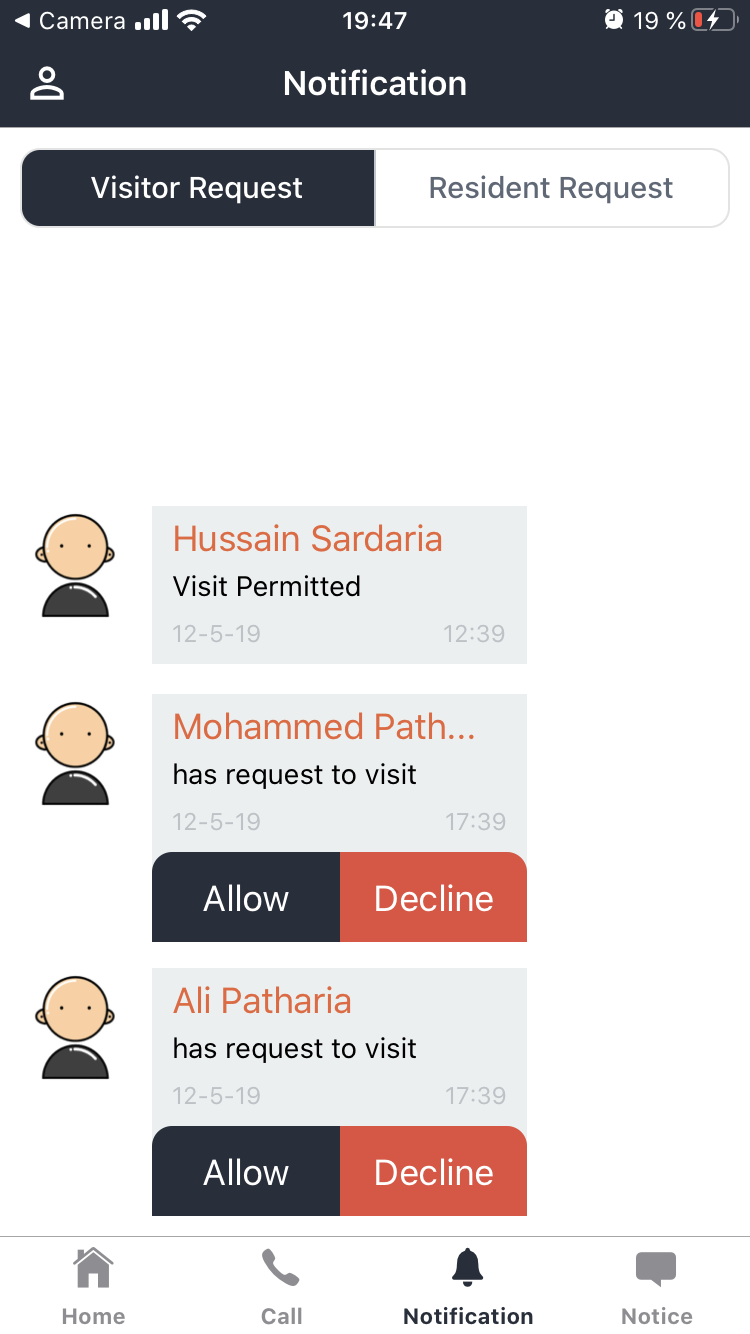 Camera 19:47 19 %
Notification
Visitor Request Resident Request
Hussain Sardaria
Visit Permitted
12-5-19 12:39
Mohammed Path...
has request to visit
12-5-19 17:39
Allow Decline
Ali Patharia
has request to visit
12-5-19 17:39
Allow Decline
Home Call Notification Notice